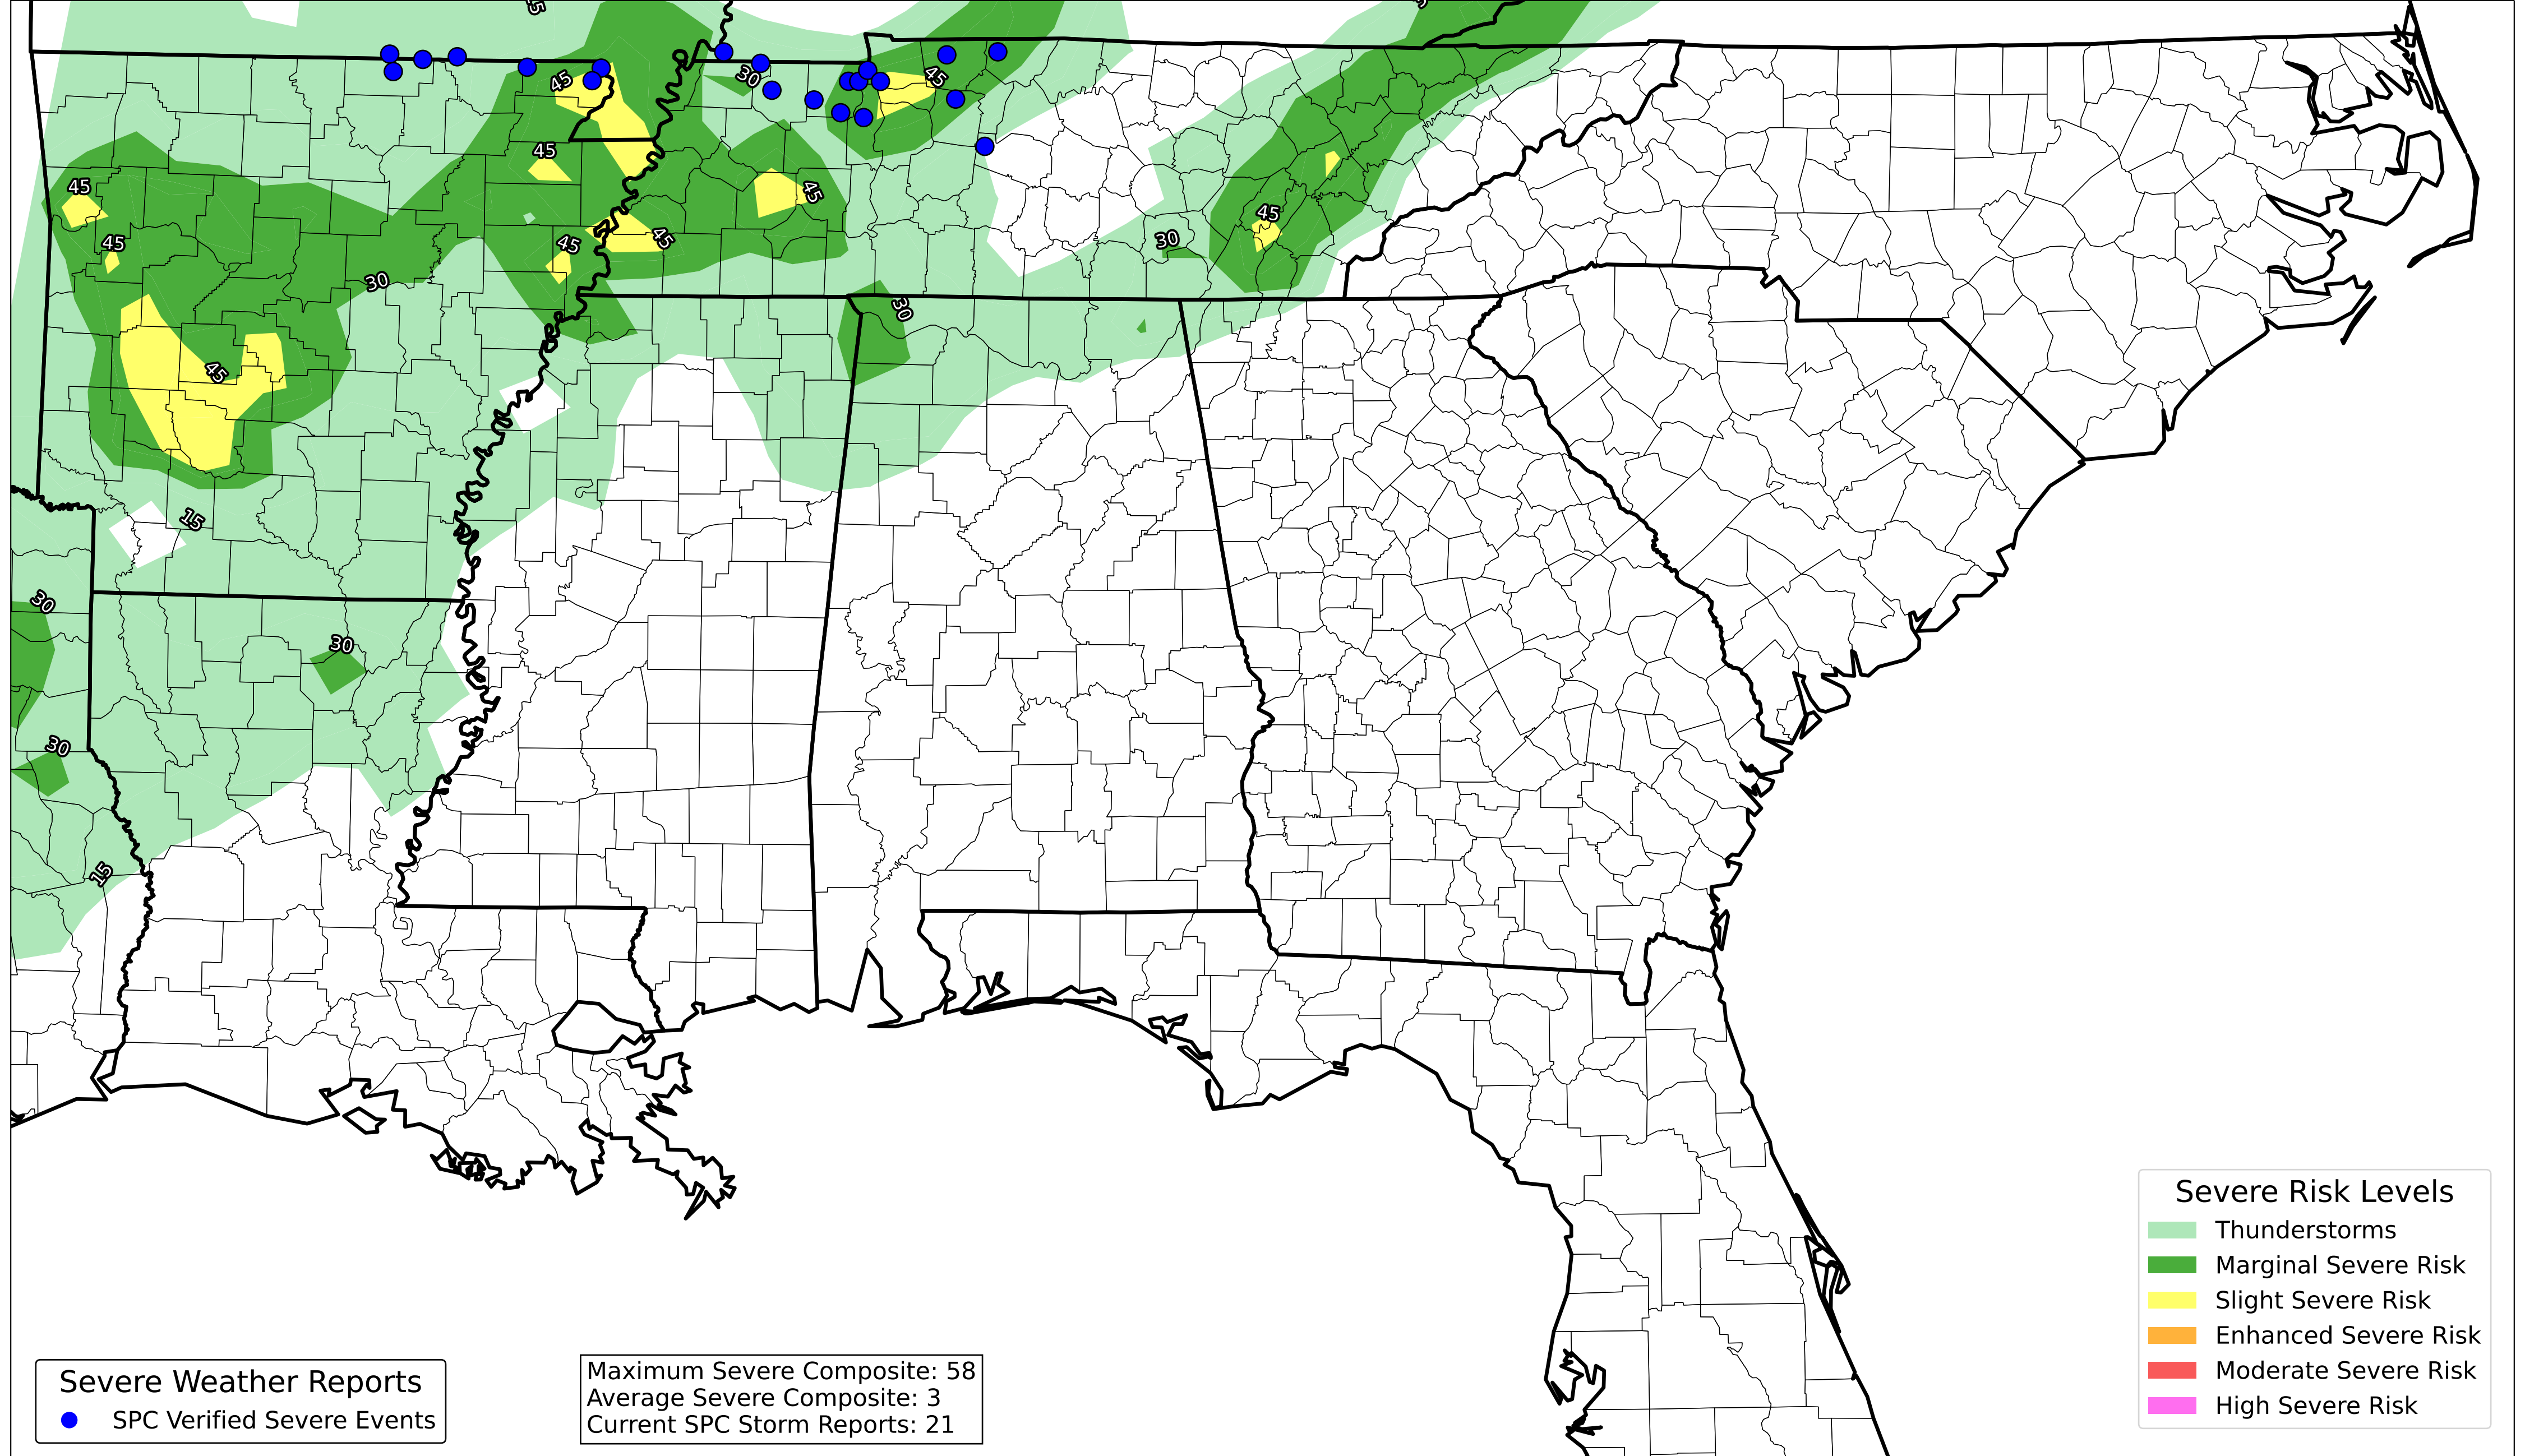 45
30
45
45
45
45
45
30
45
45
45
30
30
45
15
30
30
30
15
Severe Risk Levels
Thunderstorms
Marginal Severe Risk
Slight Severe Risk
Enhanced Severe Risk
Moderate Severe Risk
High Severe Risk
Severe Weather Reports
SPC Verified Severe Events
Maximum Severe Composite: 58
Average Severe Composite: 3
Current SPC Storm Reports: 21